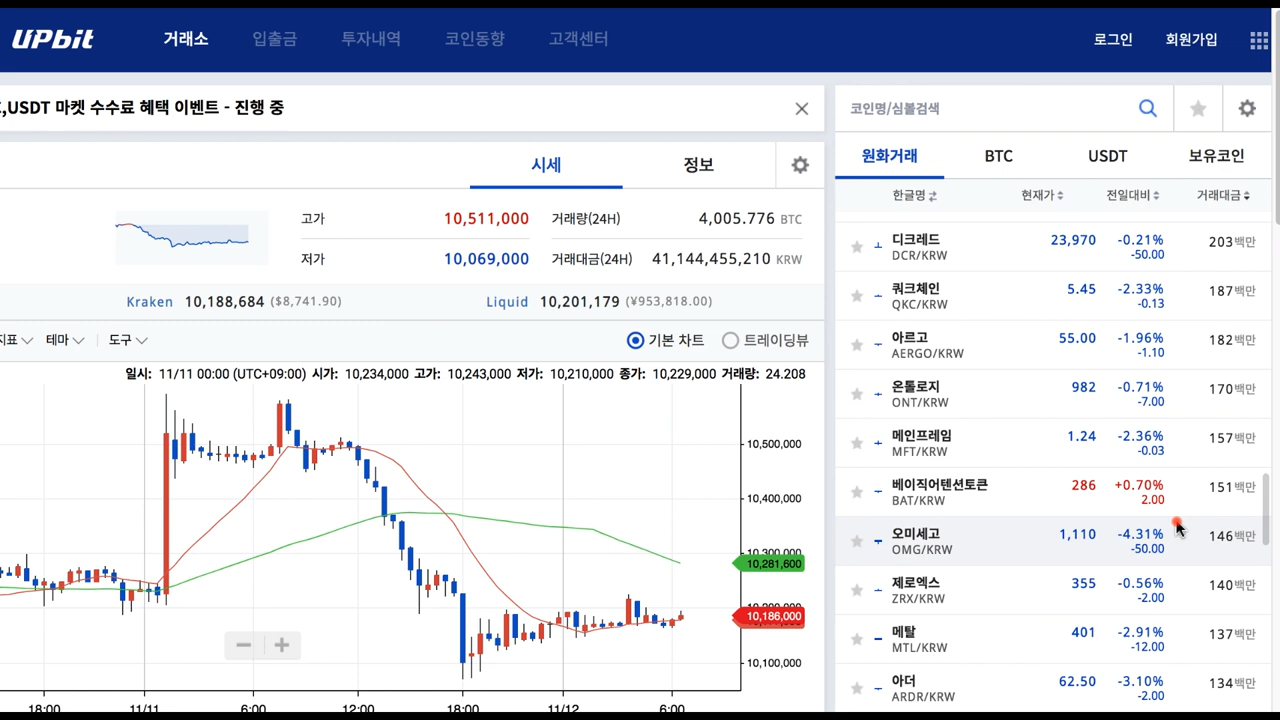 UPbit 거래소 입출금 투자내역 코인동향 고객센터 로그인 회원가입
,USDT 마켓 수수료 혜택 이벤트 - 진행 중
시세 정보
고가 10,511,000 거래량(24H) 4,005.776 BTC
저가 10,069,000 거래대금(24H) 41,144,455,210 KRW
Kraken 10,188,684 ($8,741.90) Liquid 10,201,179 (¥953,818.00)
지표 테마 도구 기본 차트 트레이딩뷰
일시: 11/11 00:00 (UTC+09:00) 시가: 10,234,000 고가: 10,243,000 저가: 10,210,000 종가: 10,229,000 거래량: 24.208
10,500,000
10,400,000
10,300,000
10,281,600
10,200,000
10,186,000
10,100,000
18:00 11/11 6:00 12:00 18:00 11/12 6:00
코인명/심볼검색
원화거래 BTC USDT 보유코인
한글명 현재가 전일대비 거래대금
디크레드 23,970 -0.21% 203백만
DCR/KRW -50.00
쿼크체인 5.45 -2.33% 187백만
QKC/KRW -0.13
아르고 55.00 -1.96% 182백만
AERGO/KRW -1.10
온톨로지 982 -0.71% 170백만
ONT/KRW -7.00
메인프레임 1.24 -2.36% 157백만
MFT/KRW -0.03
베이직어텐션토큰 286 +0.70% 151백만
BAT/KRW 2.00
오미세고 1,110 -4.31% 146백만
OMG/KRW -50.00
제로엑스 355 -0.56% 140백만
ZRX/KRW -2.00
메탈 401 -2.91% 137백만
MTL/KRW -12.00
아더 62.50 -3.10% 134백만
ARDR/KRW -2.00